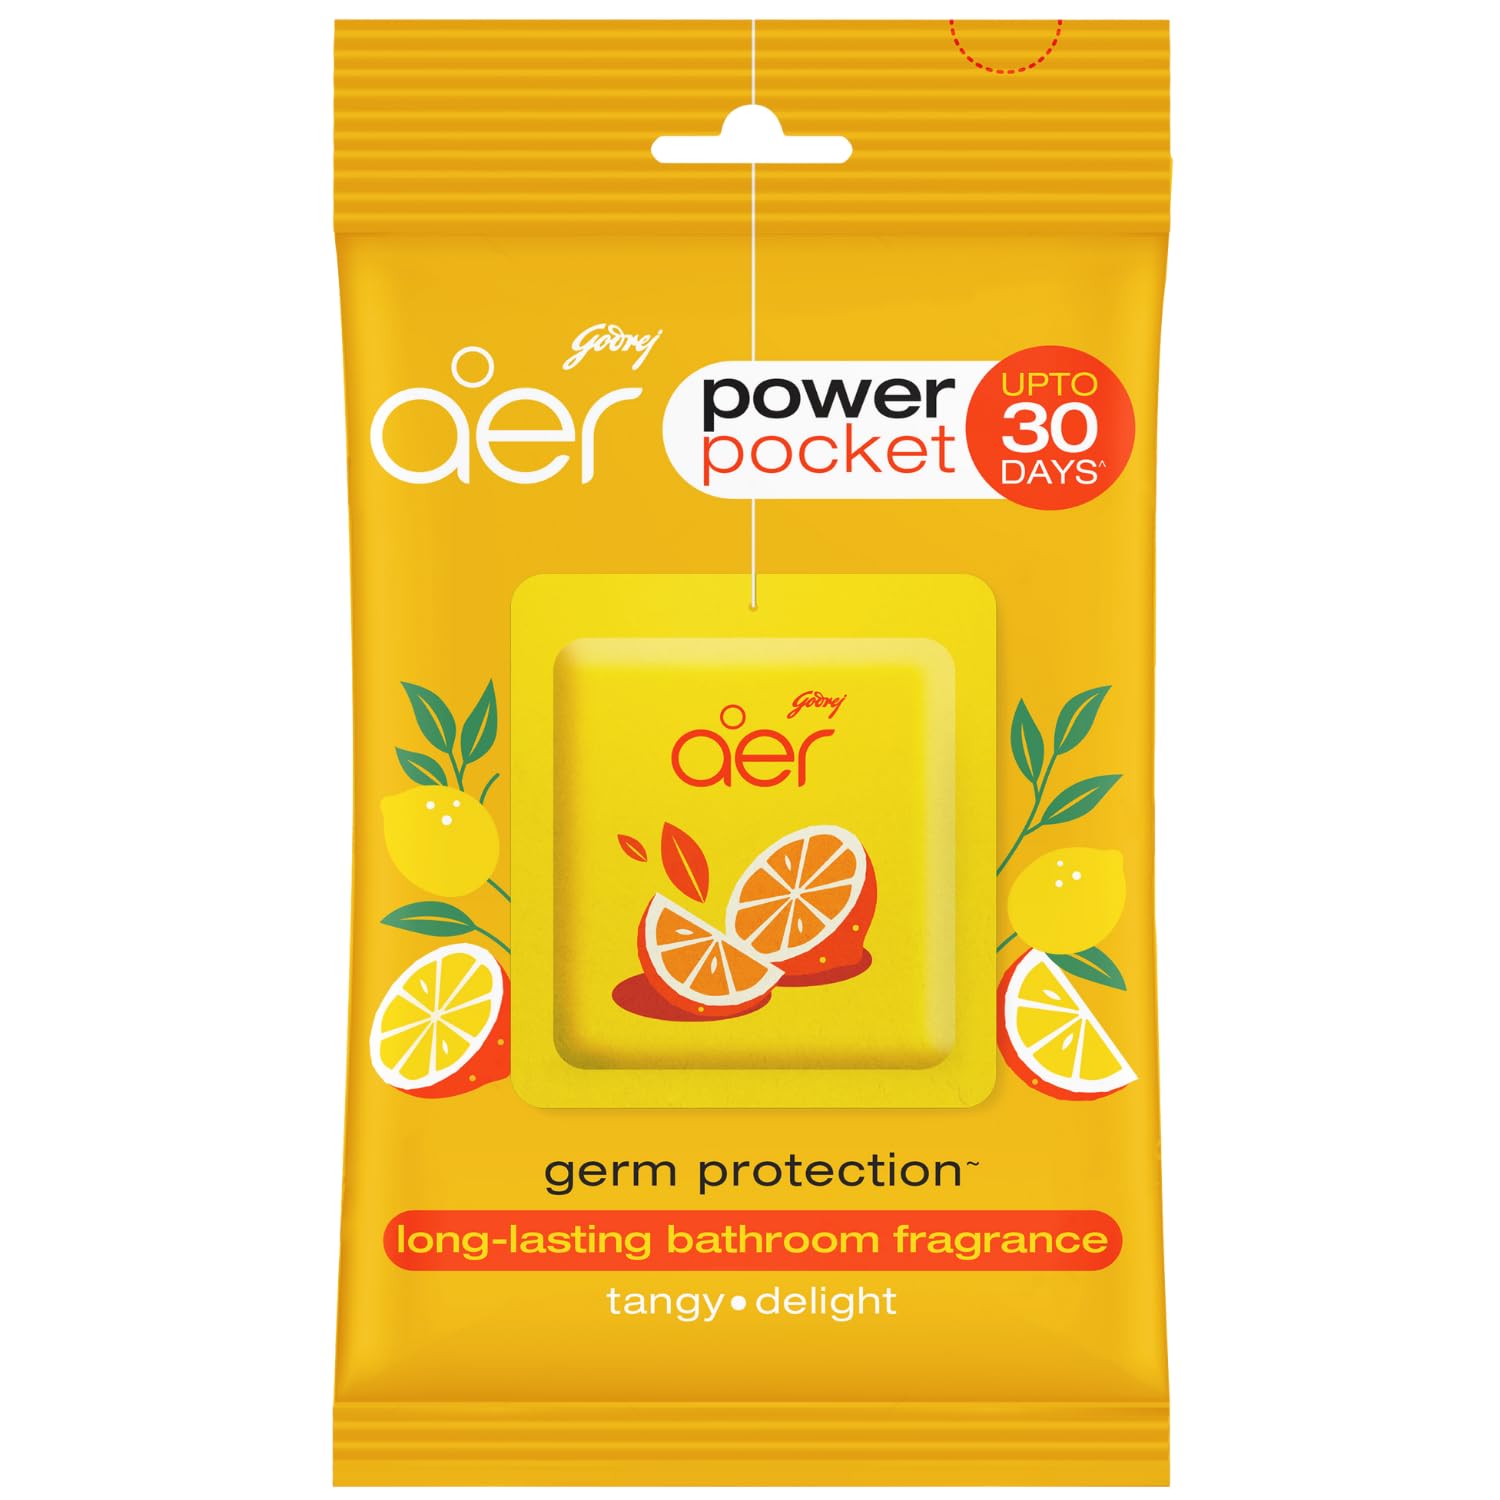 Godrej
aer
power
pocket
UPTO
30
DAYS^
Godrej
aer
germ protection~
long-lasting bathroom fragrance
tangy • delight